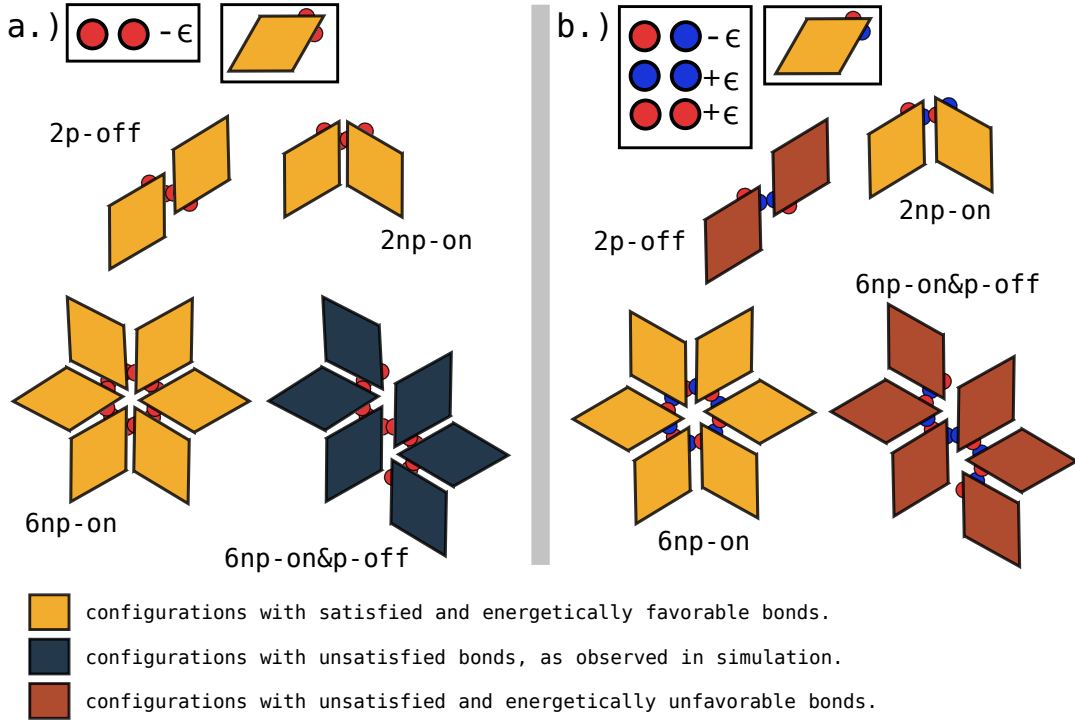 a.)
-ϵ
2p-off
2np-on
6np-on
6np-on&p-off
b.)
-ϵ
+ϵ
+ϵ
2p-off
2np-on
6np-on&p-off
6np-on
configurations with satisfied and energetically favorable bonds.
configurations with unsatisfied bonds, as observed in simulation.
configurations with unsatisfied and energetically unfavorable bonds.